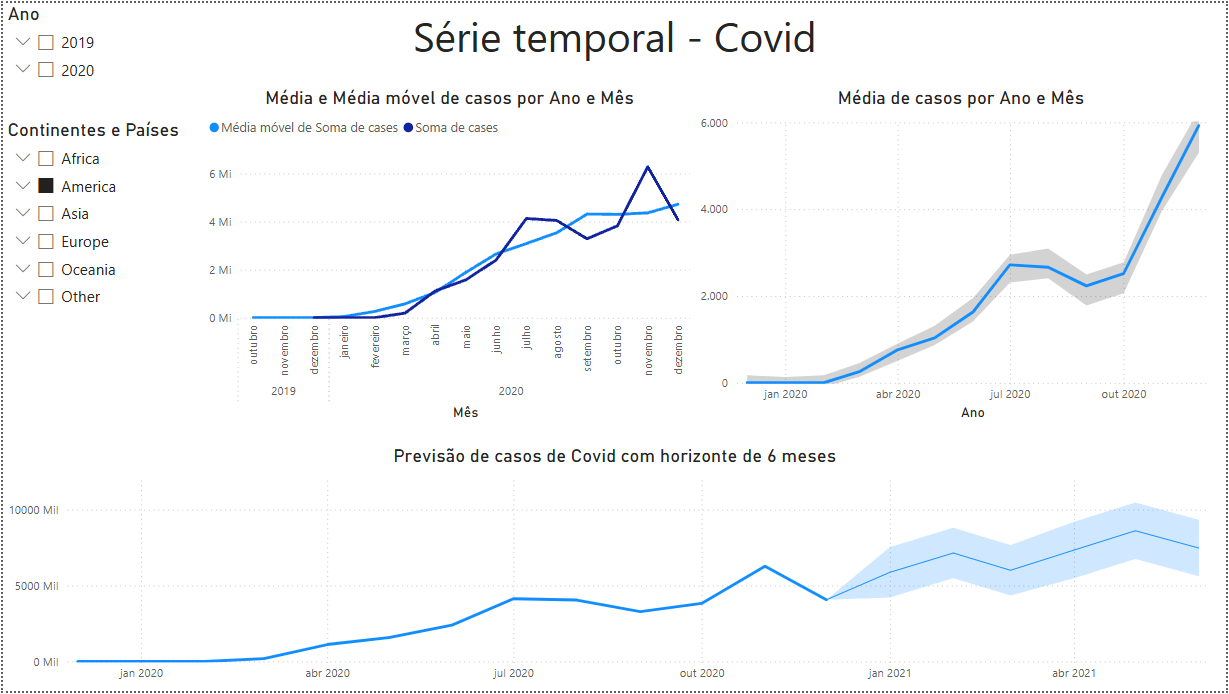 Ano
2019
2020
Série temporal - Covid
Continentes e Países
Africa
America
Asia
Europe
Oceania
Other
Média e Média móvel de casos por Ano e Mês
Média móvel de Soma de casos Soma de casos
6 Mi
4 Mi
2 Mi
0 Mi
outubro
novembro
dezembro
janeiro
fevereiro
março
abril
maio
junho
julho
agosto
setembro
outubro
novembro
dezembro
2019 2020
Mês
Média de casos por Ano e Mês
6.000
4.000
2.000
0
jan 2020 abr 2020 jul 2020 out 2020
Ano
Previsão de casos de Covid com horizonte de 6 meses
10000 Mil
5000 Mil
0 Mil
jan 2020 abr 2020 jul 2020 out 2020 jan 2021 abr 2021